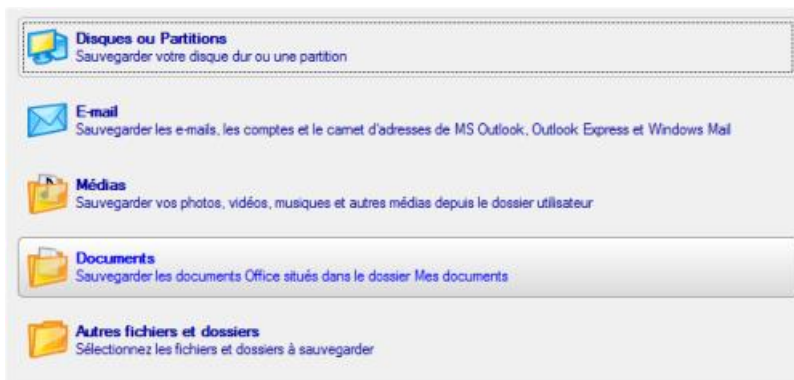 Disques ou Partitions
Sauvegarder votre disque dur ou une partition
E-mail
Sauvegarder les e-mails, les comptes et le carnet d'adresses de MS Outlook, Outlook Express et Windows Mail
Médias
Sauvegarder vos photos, vidéos, musiques et autres médias depuis le dossier utilisateur
Documents
Sauvegarder les documents Office situés dans le dossier Mes documents
Autres fichiers et dossiers
Sélectionnez les fichiers et dossiers à sauvegarder